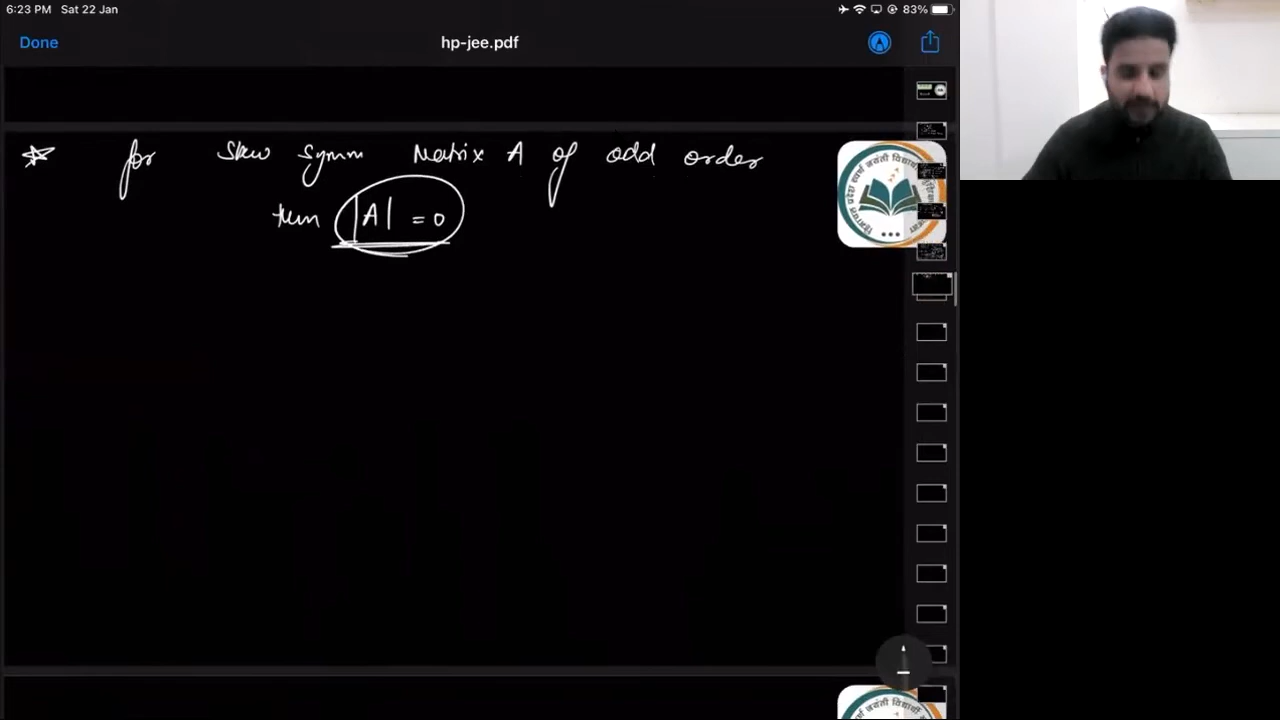 6:23 PM Sat 22 Jan
83%
Done
hp-jee.pdf
☆ for skew symm Matrix A of odd order
then |A| = 0